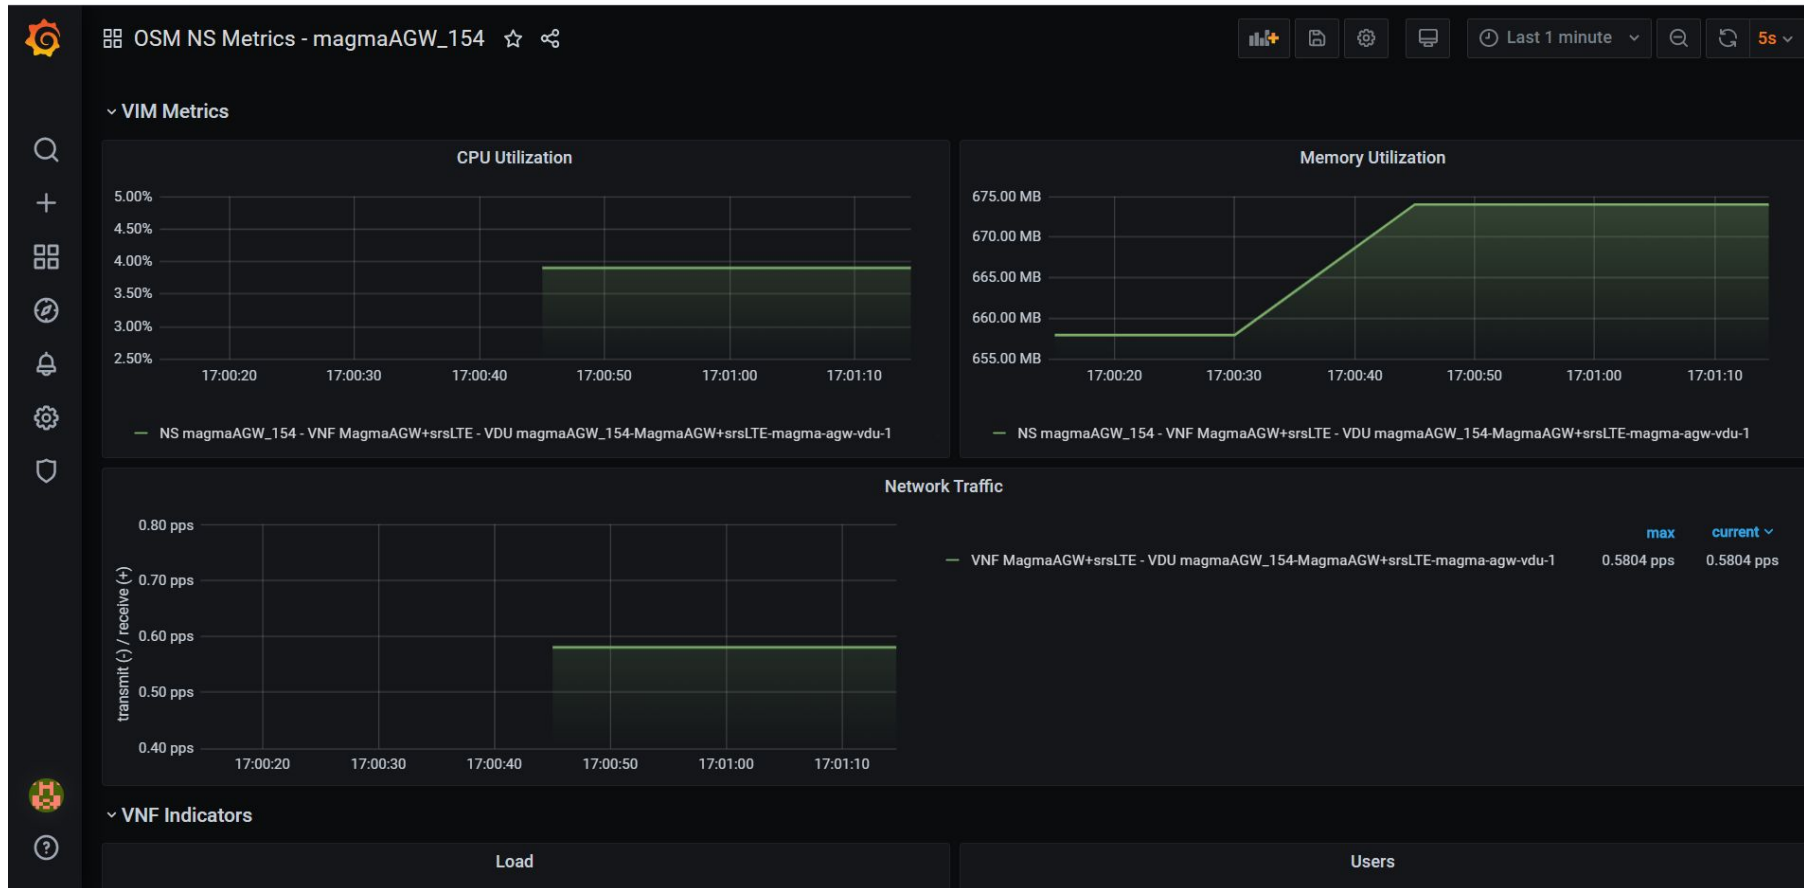 OSM NS Metrics - magmaAGW_154
Last 1 minute
5s
VIM Metrics
CPU Utilization
5.00%
4.50%
4.00%
3.50%
3.00%
2.50%
17:00:20 17:00:30 17:00:40 17:00:50 17:01:00 17:01:10
NS magmaAGW_154 - VNF MagmaAGW+srsLTE - VDU magmaAGW_154-MagmaAGW+srsLTE-magma-agw-vdu-1
Memory Utilization
675.00 MB
670.00 MB
665.00 MB
660.00 MB
655.00 MB
17:00:20 17:00:30 17:00:40 17:00:50 17:01:00 17:01:10
NS magmaAGW_154 - VNF MagmaAGW+srsLTE - VDU magmaAGW_154-MagmaAGW+srsLTE-magma-agw-vdu-1
Network Traffic
transmit (-) / receive (+)
0.80 pps
0.70 pps
0.60 pps
0.50 pps
0.40 pps
17:00:20 17:00:30 17:00:40 17:00:50 17:01:00 17:01:10
max current
VNF MagmaAGW+srsLTE - VDU magmaAGW_154-MagmaAGW+srsLTE-magma-agw-vdu-1 0.5804 pps 0.5804 pps
VNF Indicators
Load
Users